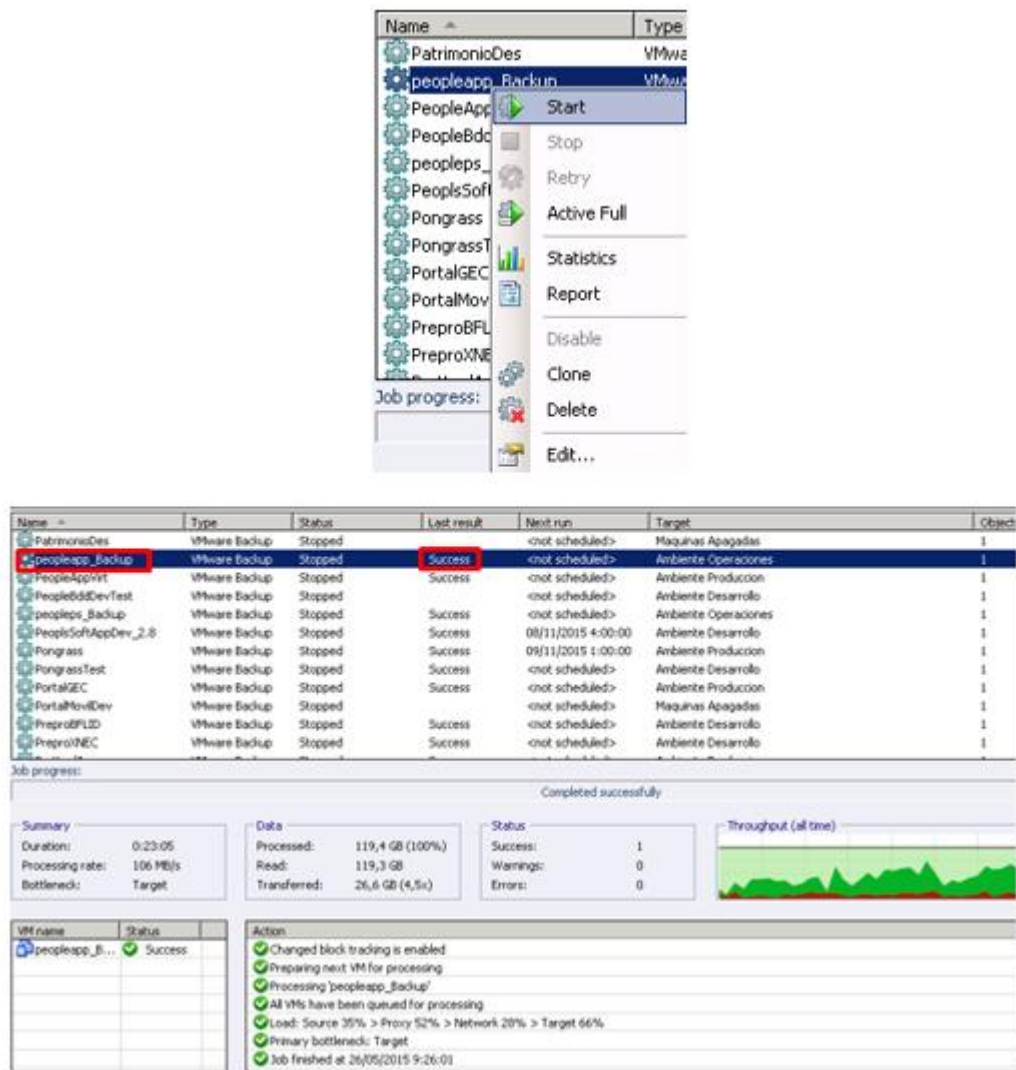 Name Type
PatrimonioDes VMwa
peopleapp_Backup VMwa
PeopleApp
PeopleBdd
peopleps_
PeoplsSoft
Pongrass
PongrassT
PortalGEC
PortalMov
PreproBFL
PreproXNE
Start
Stop
Retry
Active Full
Statistics
Report
Disable
Clone
Delete
Edit...
Job progress:
Name Type Status Last result Next run Target Object
PatrimonioDes VMware Backup Stopped <not scheduled> Maquinas Apagadas 1
peopleapp_Backup VMware Backup Stopped Success <not scheduled> Ambiente Operaciones 1
PeopleAppVirt VMware Backup Stopped Success <not scheduled> Ambiente Produccion 1
PeopleBddDevTest VMware Backup Stopped <not scheduled> Ambiente Desarrollo 1
peopleps_Backup VMware Backup Stopped Success <not scheduled> Ambiente Operaciones 1
PeoplsSoftAppDev_2.8 VMware Backup Stopped Success 08/11/2015 4:00:00 Ambiente Desarrollo 1
Pongrass VMware Backup Stopped Success 09/11/2015 1:00:00 Ambiente Produccion 1
PongrassTest VMware Backup Stopped Success <not scheduled> Ambiente Desarrollo 1
PortalGEC VMware Backup Stopped Success <not scheduled> Ambiente Produccion 1
PortalMovilDev VMware Backup Stopped <not scheduled> Maquinas Apagadas 1
PreproBFLID VMware Backup Stopped Success <not scheduled> Ambiente Desarrollo 1
PreproXNEC VMware Backup Stopped Success <not scheduled> Ambiente Desarrollo 1
Job progress:
Completed successfully
Summary
Duration: 0:23:05
Processing rate: 106 MB/s
Bottleneck: Target
Data
Processed: 119,4 GB (100%)
Read: 119,3 GB
Transferred: 26,6 GB (4,5x)
Status
Success: 1
Warnings: 0
Errors: 0
Throughput (all time)
VM name Status
peopleapp_B... Success
Action
Changed block tracking is enabled
Preparing next VM for processing
Processing 'peopleapp_Backup'
All VMs have been queued for processing
Load: Source 35% > Proxy 52% > Network 28% > Target 66%
Primary bottleneck: Target
Job finished at 26/05/2015 9:26:01